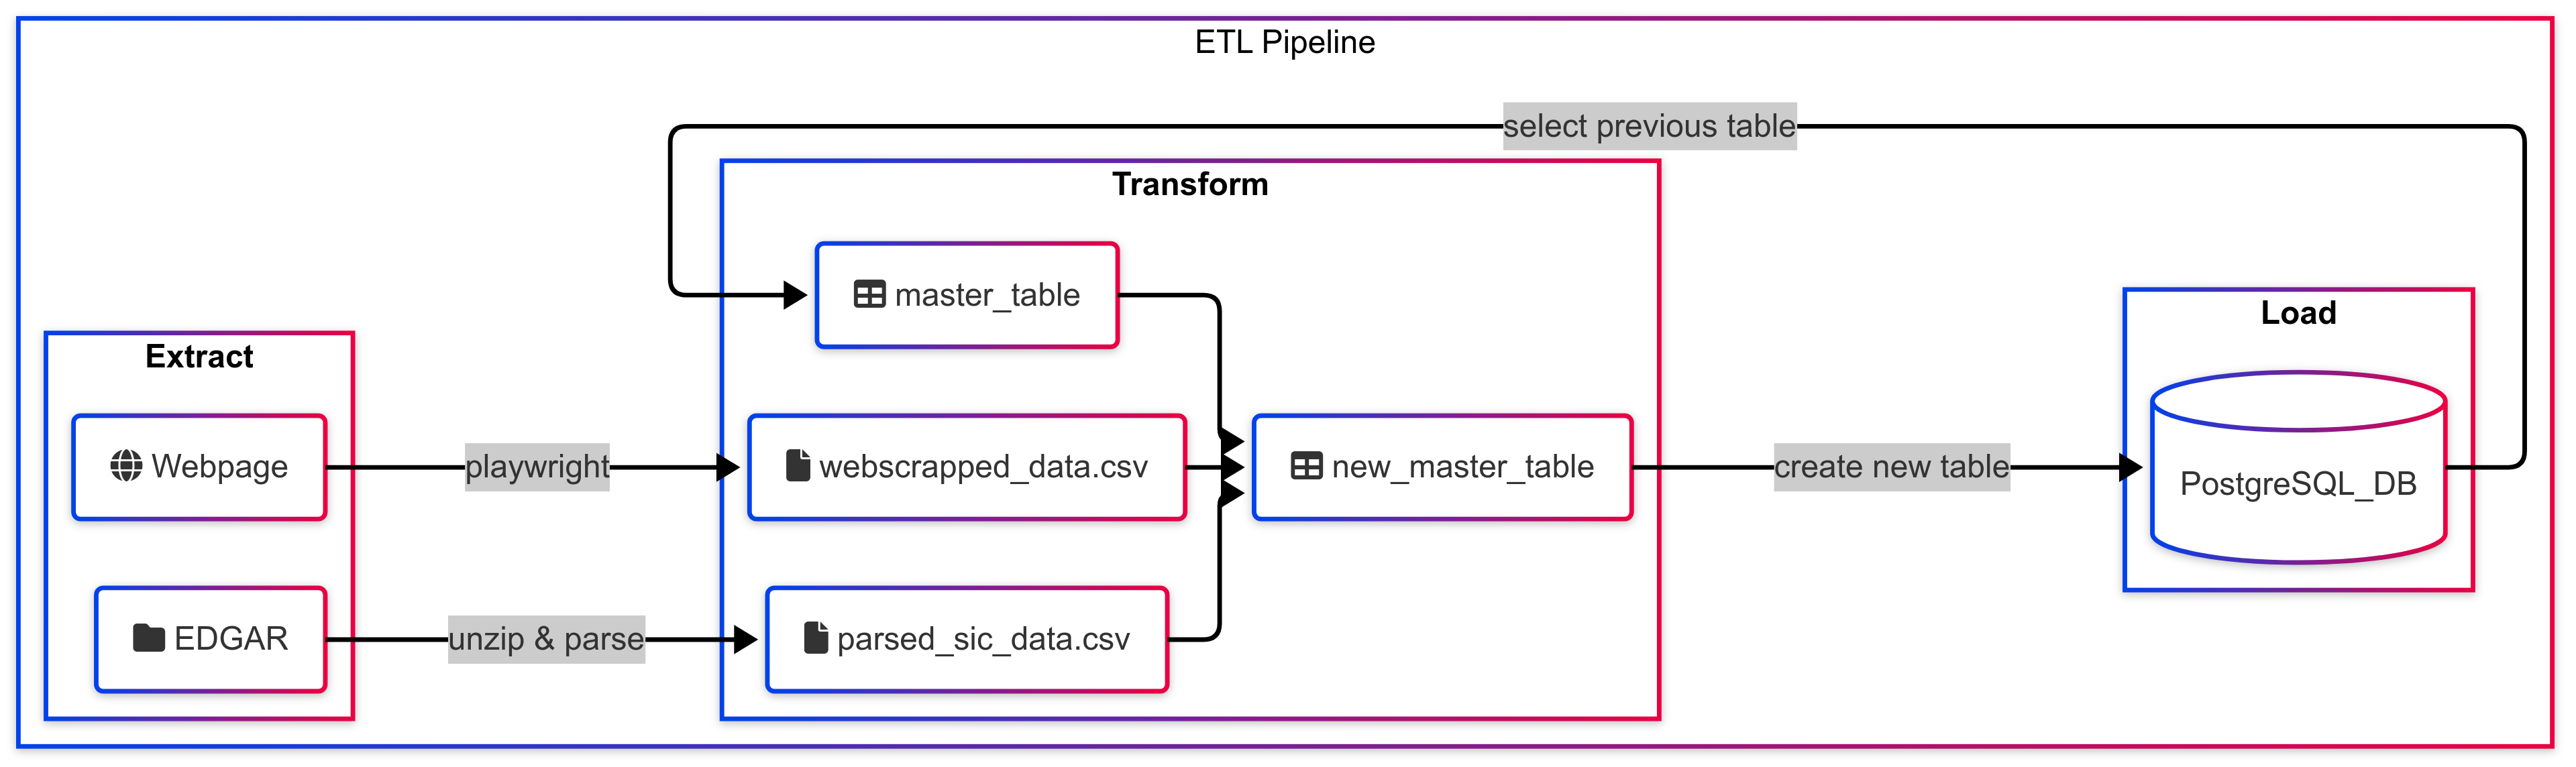 ETL Pipeline
select previous table
Transform
master_table
Extract
Load
Webpage
playwright
webscrapped_data.csv
new_master_table
create new table
PostgreSQL_DB
EDGAR
unzip & parse
parsed_sic_data.csv